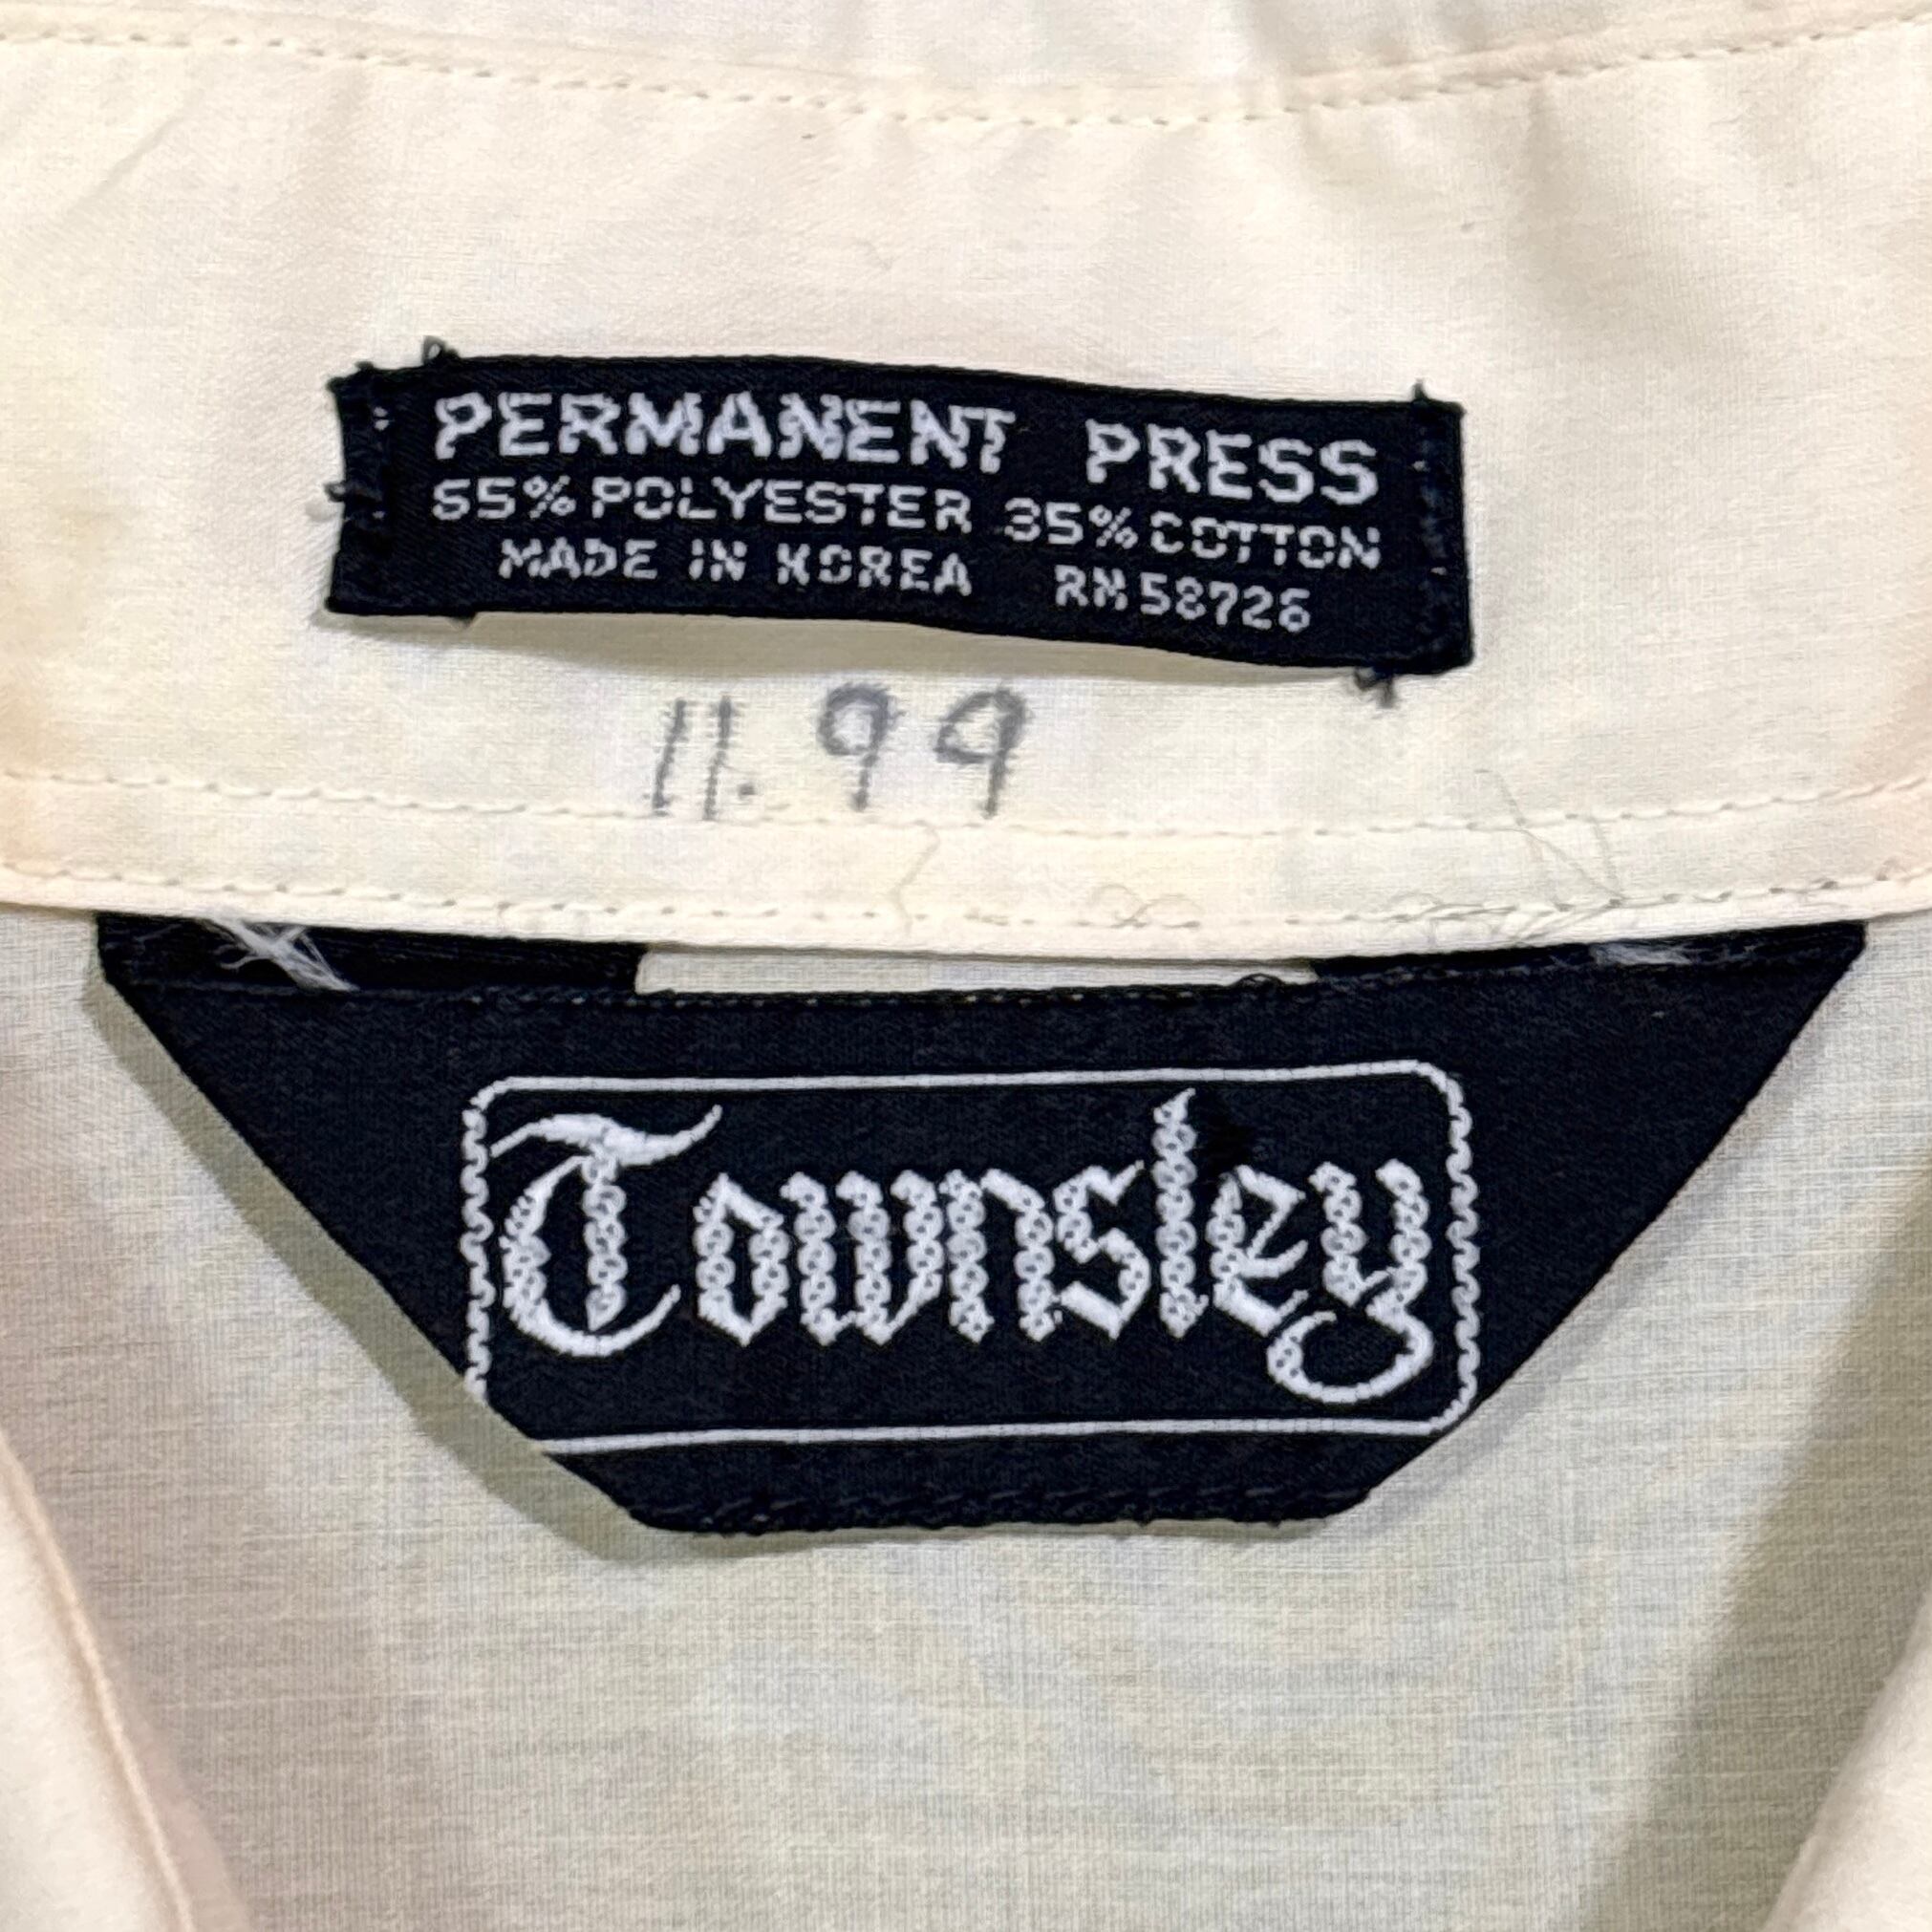 PERMANENT PRESS
65% POLYESTER 35% COTTON
MADE IN KOREA RN 58726
11.99
Townsley